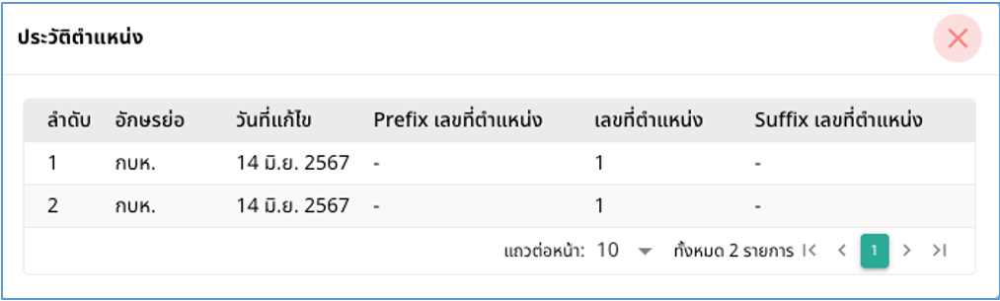 ประวัติตำแหน่ง
ลำดับ อักษรย่อ วันที่แก้ไข Prefix เลขที่ตำแหน่ง เลขที่ตำแหน่ง Suffix เลขที่ตำแหน่ง
1 กบห. 14 มิ.ย. 2567 - 1 -
2 กบห. 14 มิ.ย. 2567 - 1 -
แถวต่อหน้า: 10 ทั้งหมด 2 รายการ 1